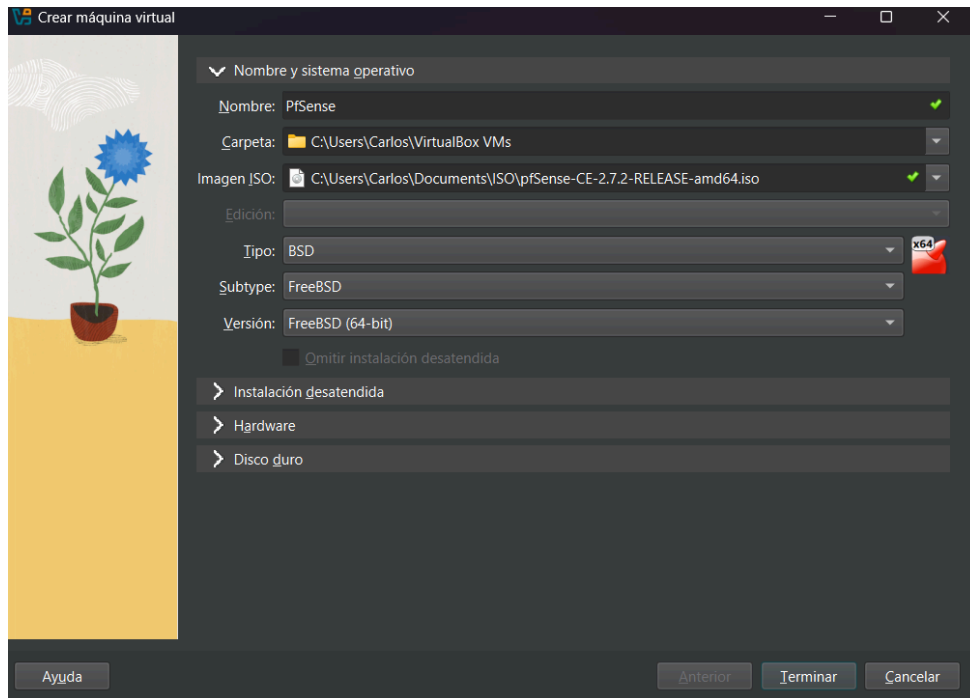 Crear máquina virtual
Nombre y sistema operativo
Nombre: PfSense
Carpeta: C:\Users\Carlos\VirtualBox VMs
Imagen ISO: C:\Users\Carlos\Documents\ISO\pfSense-CE-2.7.2-RELEASE-amd64.iso
Edición:
Tipo: BSD
x64
Subtype: FreeBSD
Versión: FreeBSD (64-bit)
Omitir instalación desatendida
Instalación desatendida
Hardware
Disco duro
Ayuda
Anterior
Terminar
Cancelar